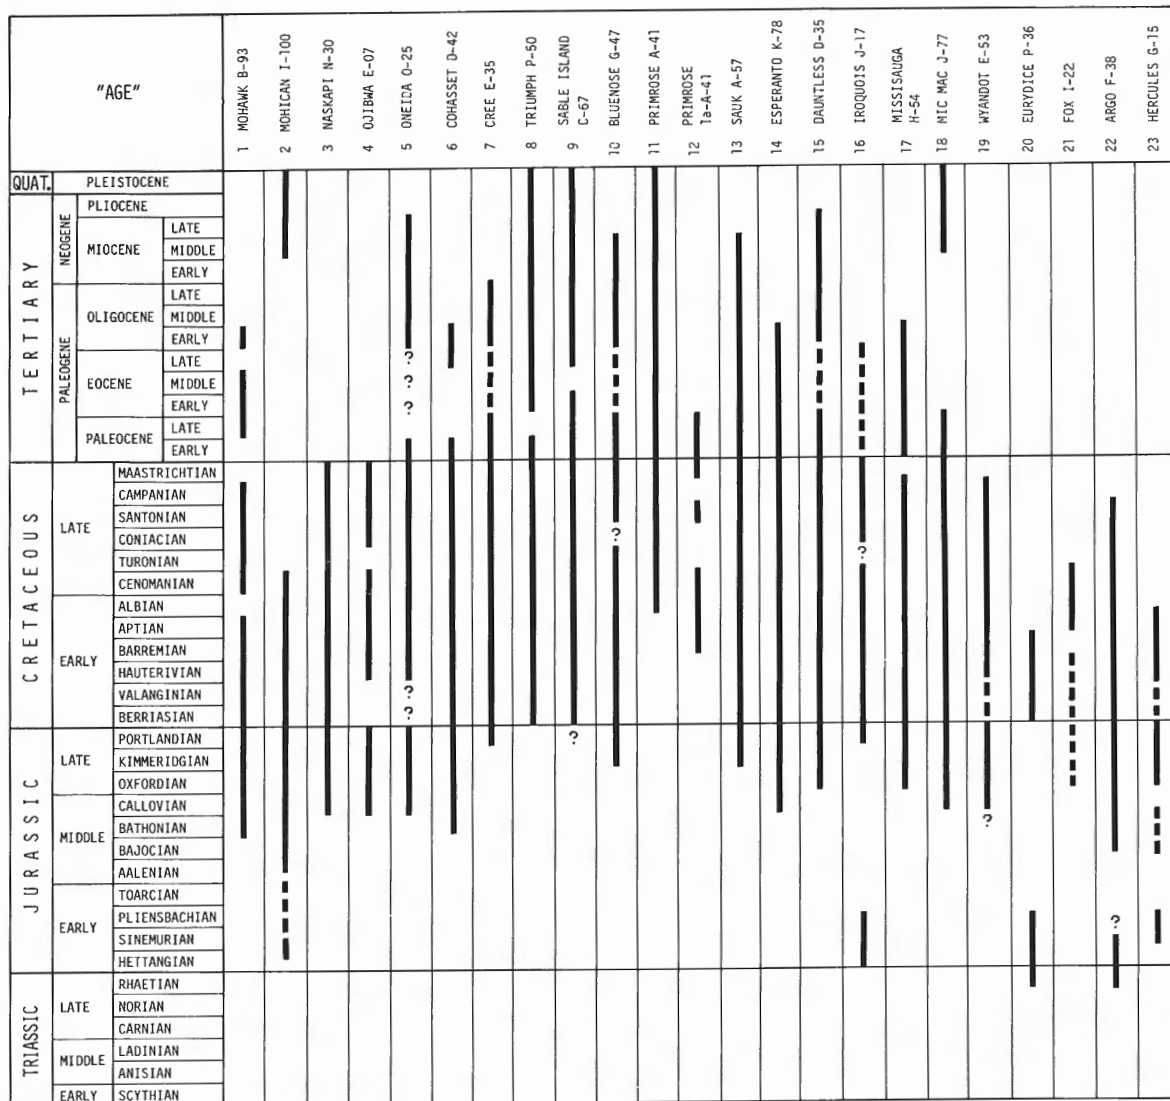 "AGE"
1 MOHAWK B-93
2 MOHICAN I-100
3 NASKAPI N-30
4 OJIBWA E-07
5 ONEIDA O-25
6 COHASSET D-42
7 CREE E-35
8 TRIUMPH P-50
9 SABLE ISLAND
C-67
10 BLUENOSE G-47
11 PRIMROSE A-41
12 PRIMROSE
1a-A-41
13 SAUK A-57
14 ESPERANTO K-78
15 DAUNTLESS D-35
16 IROQUOIS J-17
17 MISSISAUGA
H-54
18 MIC MAC J-77
19 WYANDOT E-53
20 EURYDICE P-36
21 FOX I-22
22 ARGO F-38
23 HERCULES G-15
QUAT. PLEISTOCENE
TERTIARY
NEOGENE
PLIOCENE
MIOCENE
LATE
MIDDLE
EARLY
PALEOGENE
OLIGOCENE
LATE
MIDDLE
EARLY
EOCENE
LATE ?
MIDDLE ?
EARLY ?
PALEOCENE
LATE
EARLY
CRETACEOUS
LATE
MAASTRICHTIAN
CAMPANIAN
SANTONIAN
CONIACIAN ? ?
TURONIAN
CENOMANIAN
EARLY
ALBIAN
APTIAN
BARREMIAN
HAUTERIVIAN
VALANGINIAN ?
BERRIASIAN ?
JURASSIC
LATE
PORTLANDIAN ?
KIMMERIDGIAN
OXFORDIAN
MIDDLE
CALLOVIAN
BATHONIAN ?
BAJOCIAN
AALENIAN
EARLY
TOARCIAN
PLIENSBACHIAN ?
SINEMURIAN
HETTANGIAN
TRIASSIC
LATE
RHAETIAN
NORIAN
CARNIAN
MIDDLE
LADINIAN
ANISIAN
EARLY SCYTHIAN